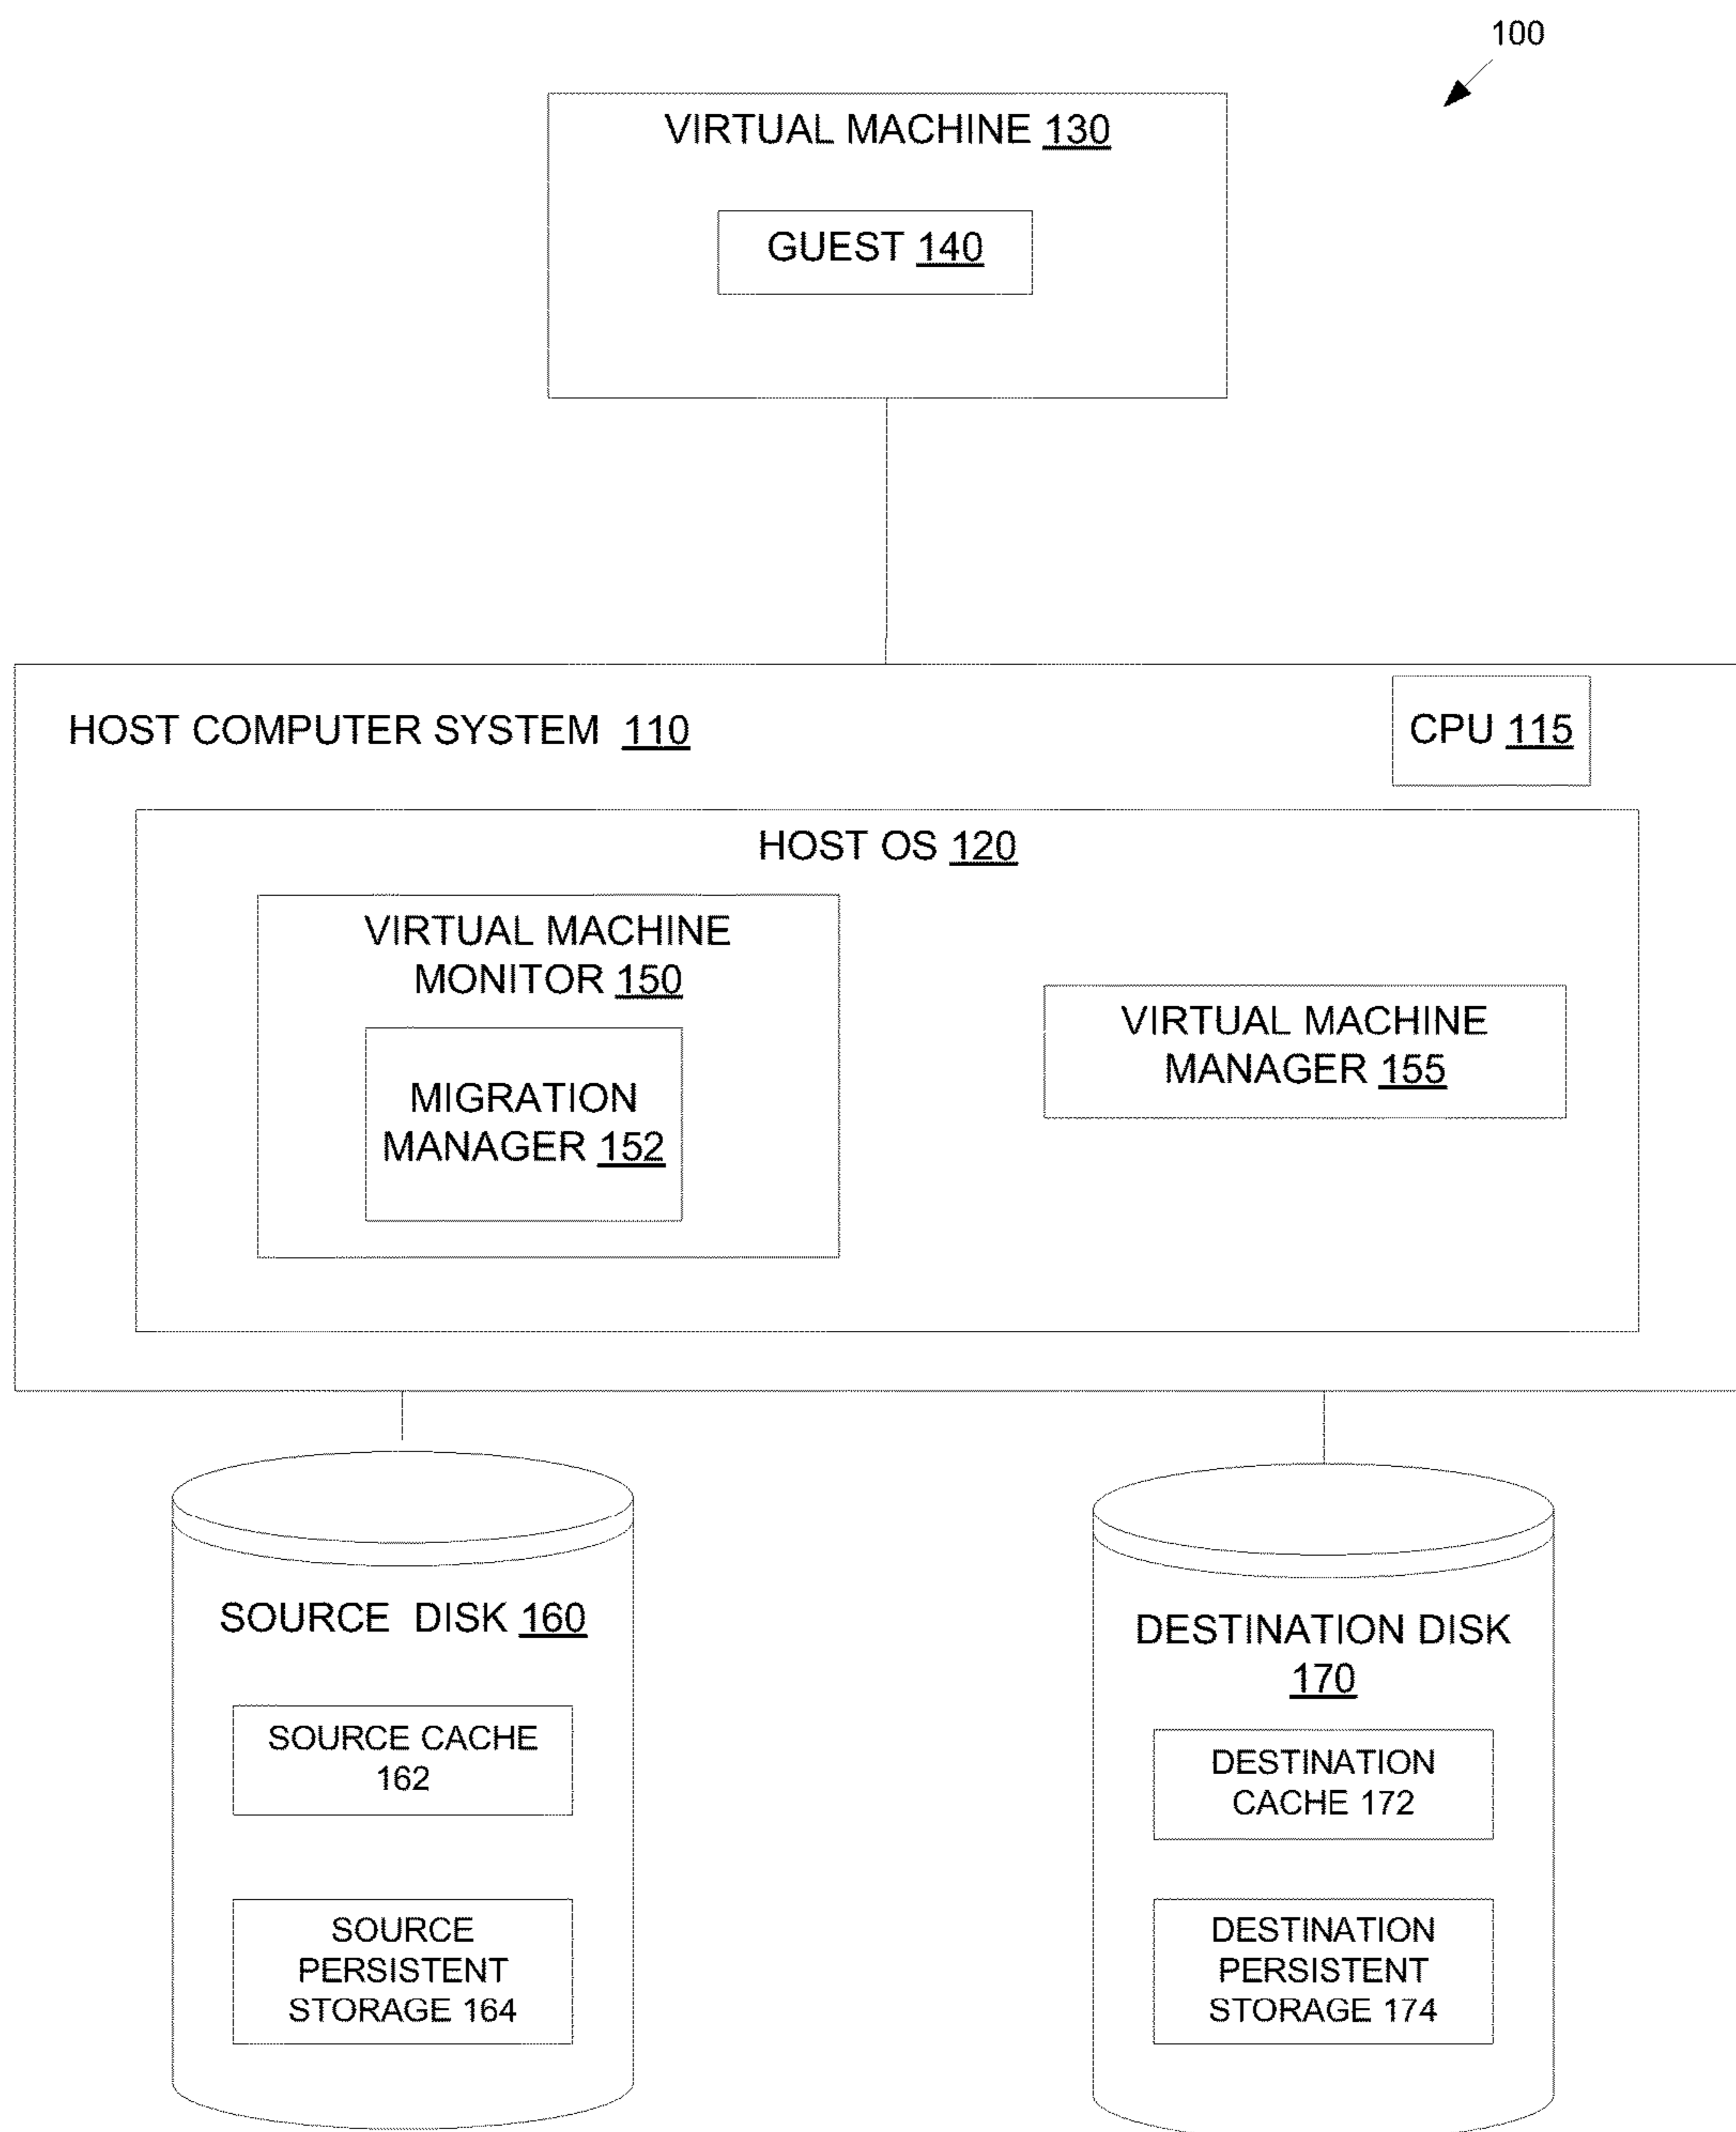 100
VIRTUAL MACHINE 130
GUEST 140
HOST COMPUTER SYSTEM 110
CPU 115
HOST OS 120
VIRTUAL MACHINE
MONITOR 150
MIGRATION
MANAGER 152
VIRTUAL MACHINE
MANAGER 155
SOURCE DISK 160
SOURCE CACHE
162
SOURCE
PERSISTENT
STORAGE 164
DESTINATION DISK
170
DESTINATION
CACHE 172
DESTINATION
PERSISTENT
STORAGE 174